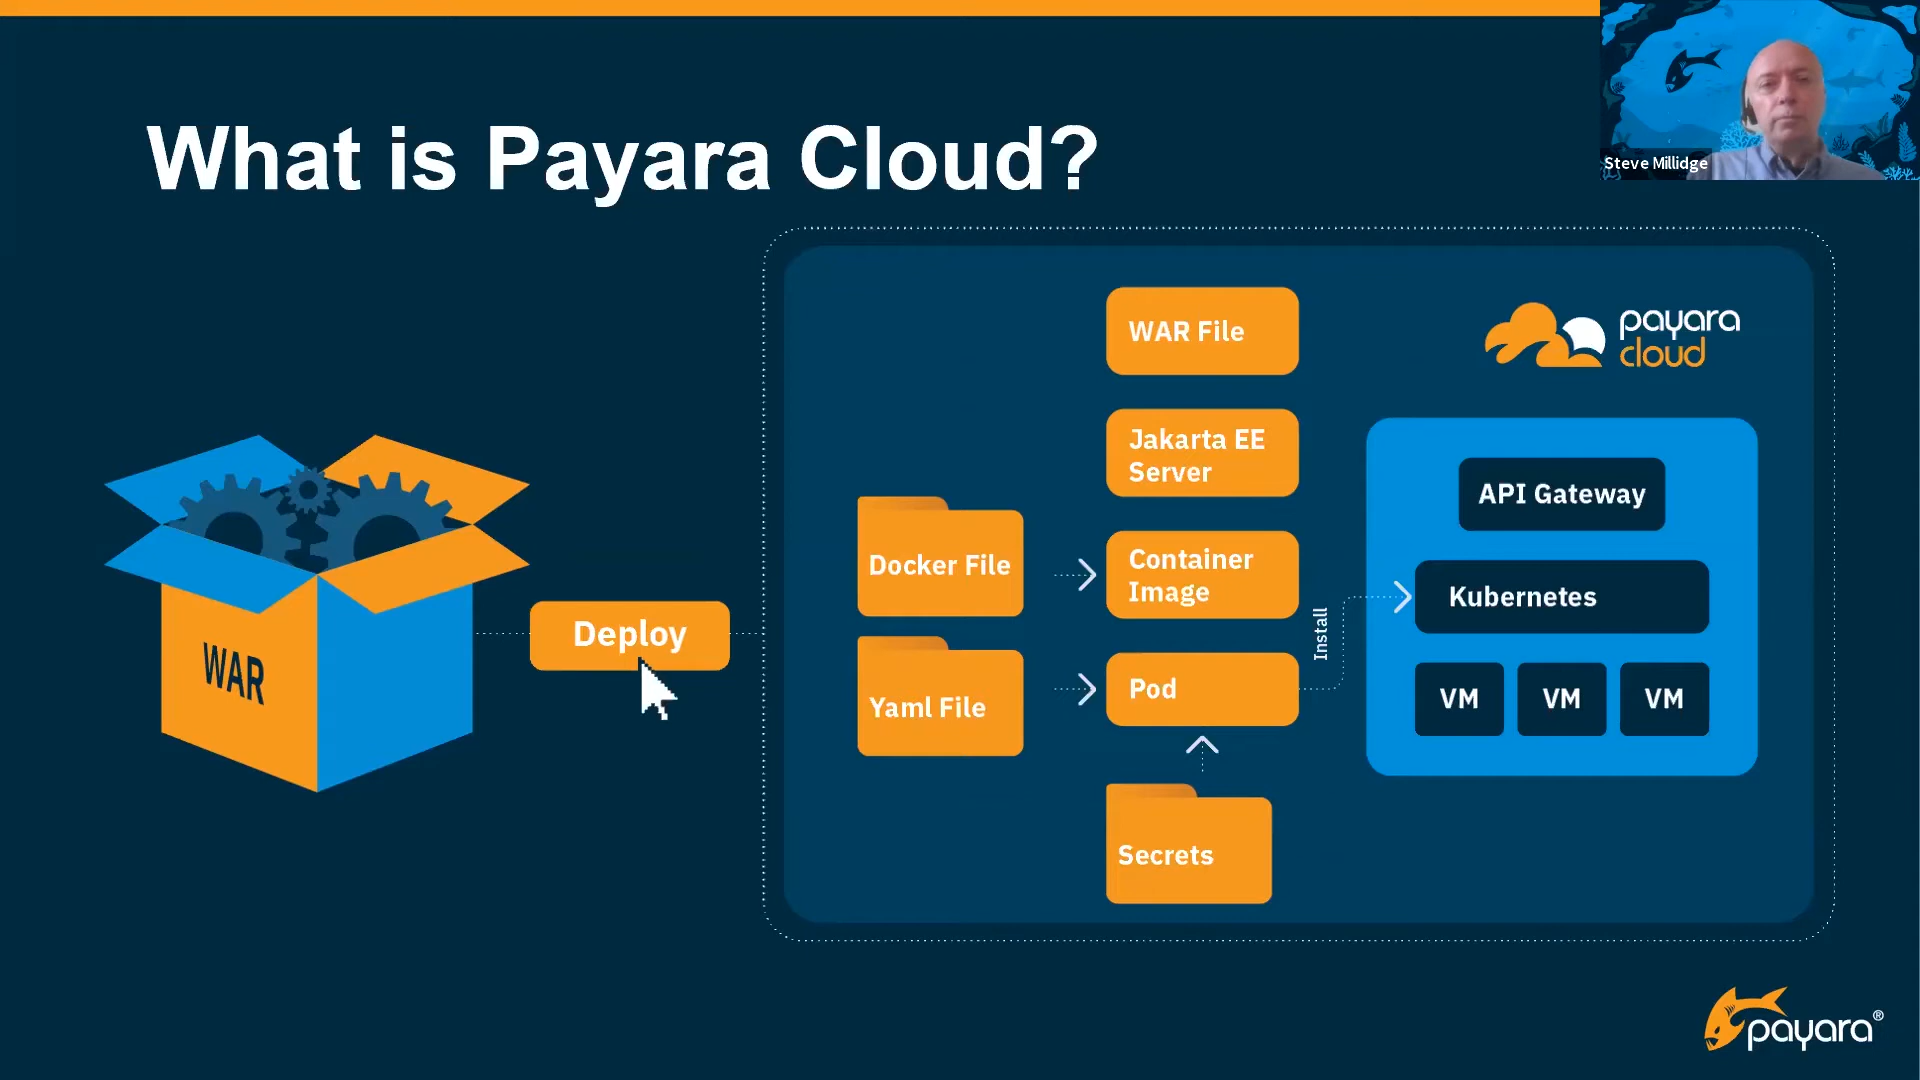 What is Payara Cloud?
Steve Millidge
WAR
Deploy
WAR File
Jakarta EE
Server
Docker File
Container
Image
Yaml File
Pod
Secrets
Install
payara
cloud
API Gateway
Kubernetes
VM
VM
VM
payara®